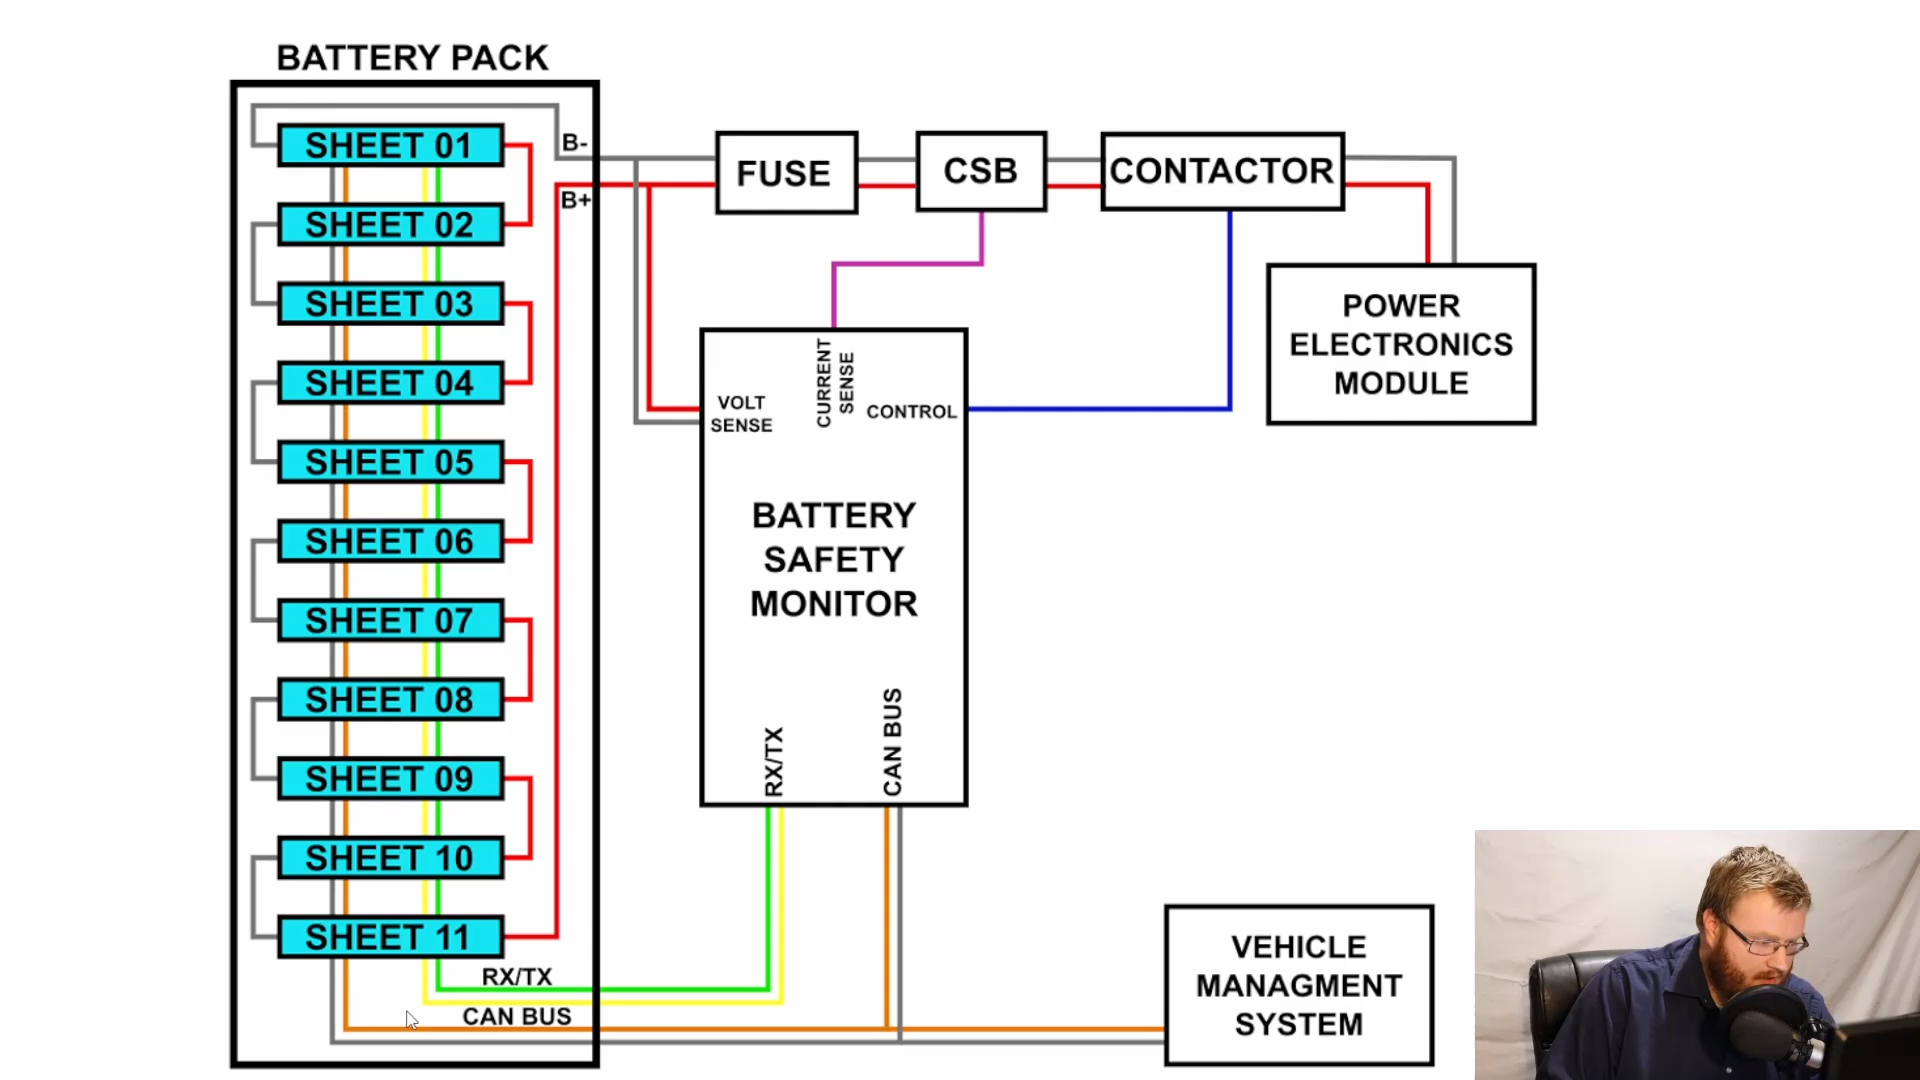 BATTERY PACK
SHEET 01
SHEET 02
SHEET 03
SHEET 04
SHEET 05
SHEET 06
SHEET 07
SHEET 08
SHEET 09
SHEET 10
SHEET 11
B-
B+
RX/TX
CAN BUS
FUSE
CSB
CONTACTOR
POWER
ELECTRONICS
MODULE
VOLT
SENSE
CURRENT
SENSE
CONTROL
BATTERY
SAFETY
MONITOR
RX/TX
CAN BUS
VEHICLE
MANAGMENT
SYSTEM